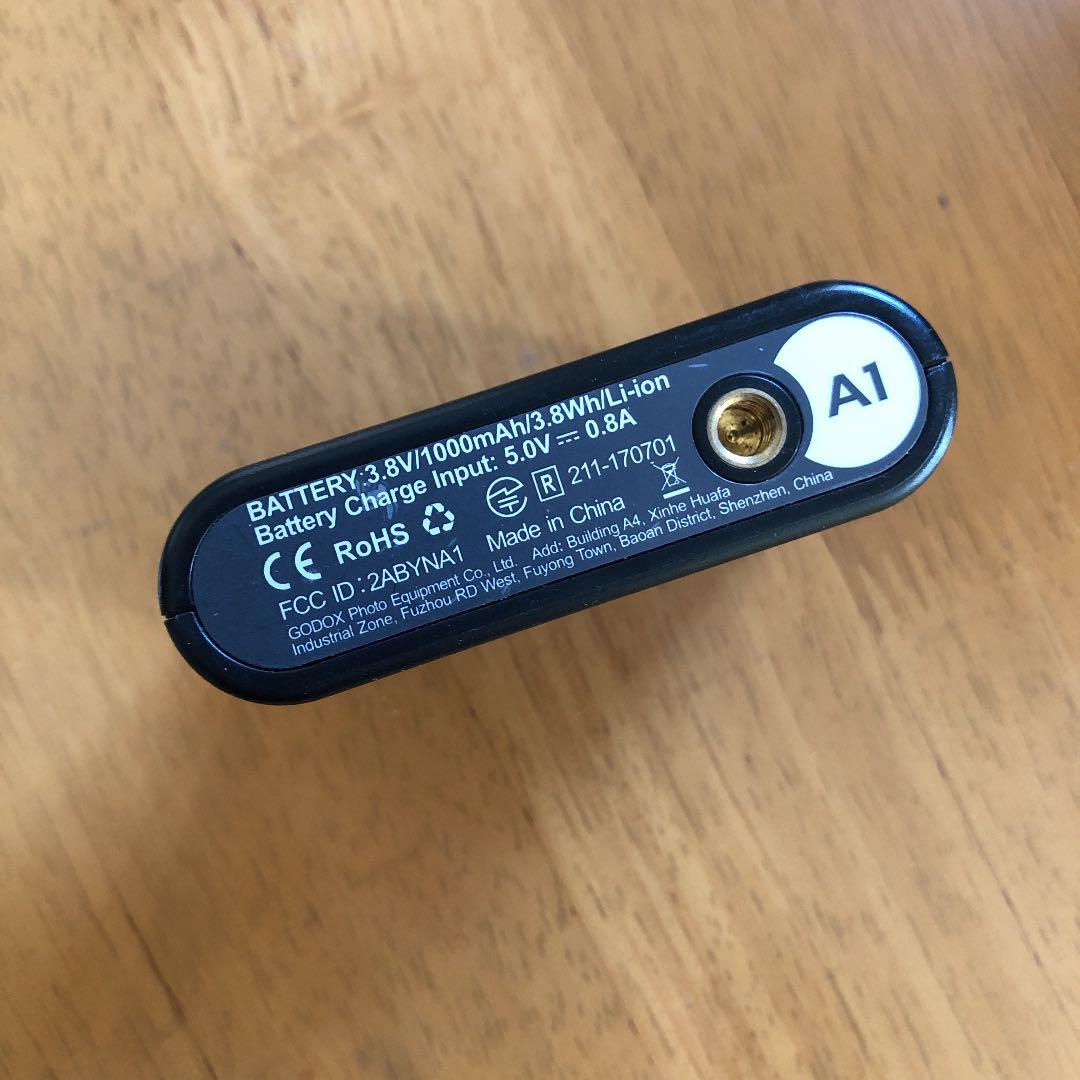 BATTERY:3.8V/1000mAh/3.8Wh/Li-ion
Battery Charge Input: 5.0V 0.8A
CE RoHS R 211-170701
FCC ID : 2ABYNA1 Made in China
GODOX Photo Equipment Co., Ltd. Add: Building A4, Xinhe Huafa
Industrial Zone, Fuzhou RD West, Fuyong Town, Baoan District, Shenzhen, China
A1